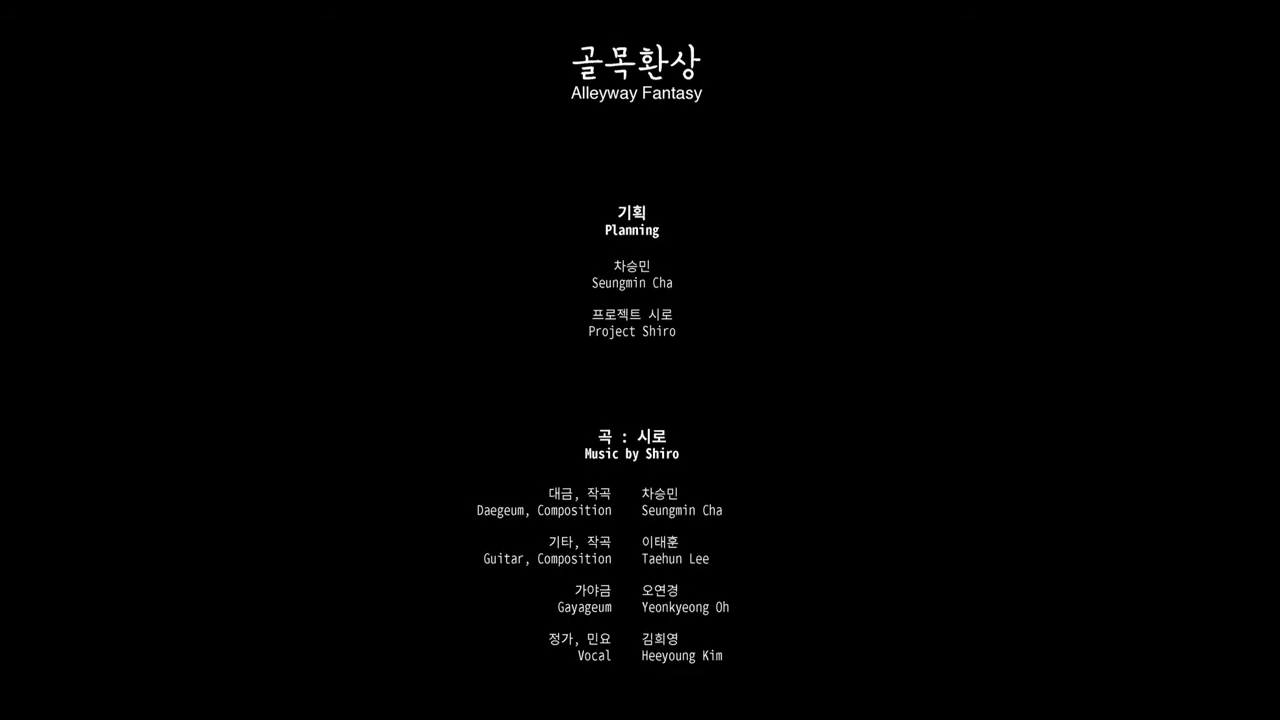 골목환상
Alleyway Fantasy
기획
Planning
차승민
Seungmin Cha
프로젝트 시로
Project Shiro
곡 : 시로
Music by Shiro
대금, 작곡 차승민
Daegeum, Composition Seungmin Cha
기타, 작곡 이태훈
Guitar, Composition Taehun Lee
가야금 오연경
Gayageum Yeonkyeong Oh
정가, 민요 김희영
Vocal Heeyoung Kim